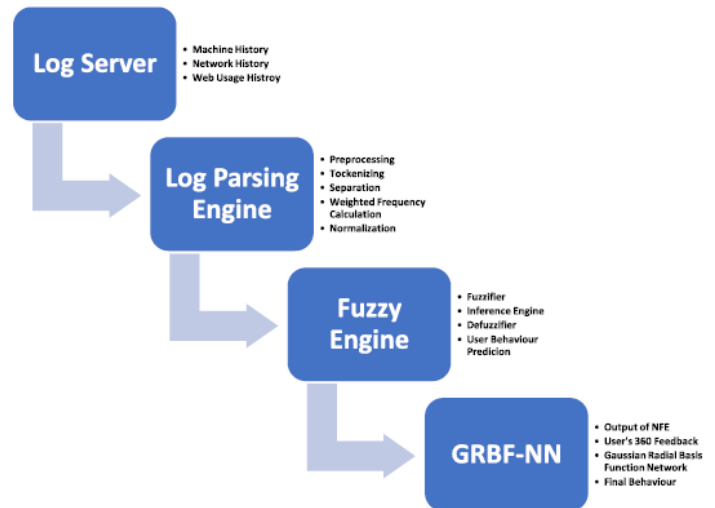 Log Server
• Machine History
• Network History
• Web Usage Histroy
Log Parsing
Engine
• Preprocessing
• Tockenizing
• Separation
• Weighted Frequency
Calculation
• Normalization
Fuzzy
Engine
• Fuzzifier
• Inference Engine
• Defuzzifier
• User Behaviour
Predicion
GRBF-NN
• Output of NFE
• User's 360 Feedback
• Gaussian Radial Basis
Function Network
• Final Behaviour